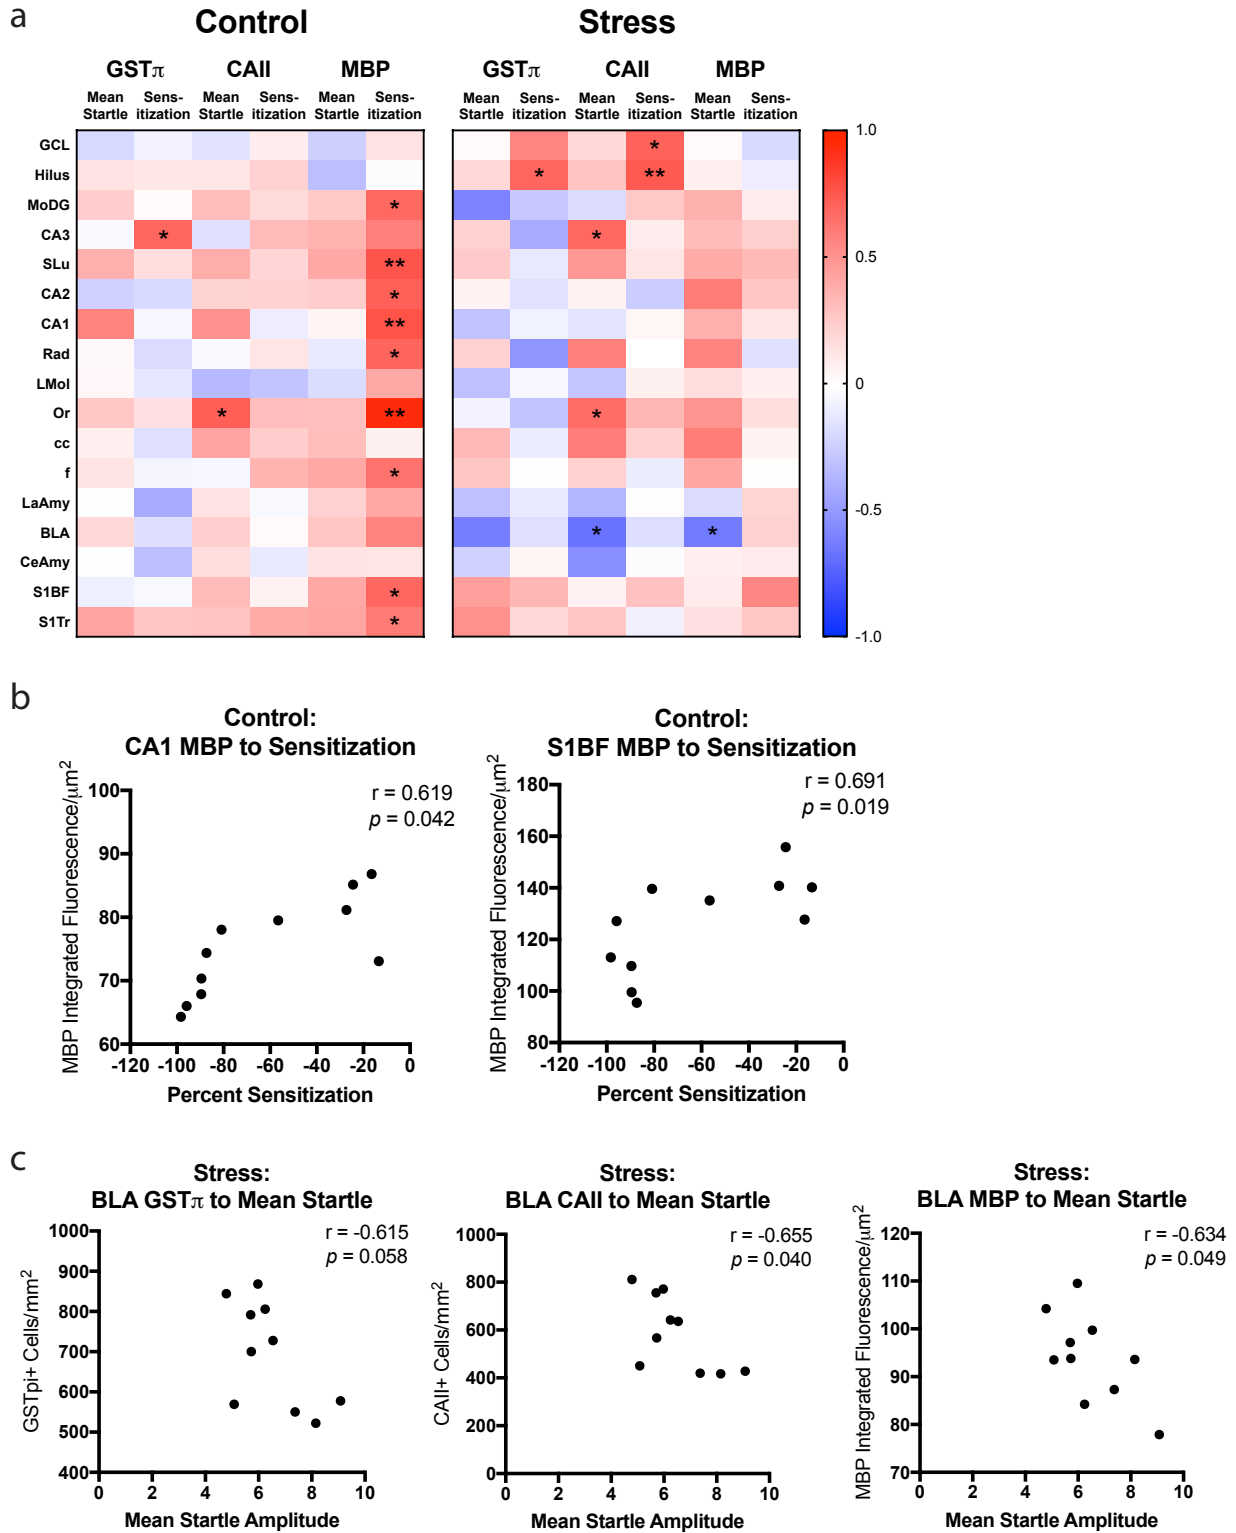 a
Control Stress
GSTπ CAII MBP GSTπ CAII MBP
Mean Sens- Mean Sens- Mean Sens- Mean Sens- Mean Sens- Mean Sens-
Startle itization Startle itization Startle itization Startle itization Startle itization Startle itization
GCL * 1.0
Hilus * **
MoDG *
CA3 * *
SLu ** 0.5
CA2 *
CA1 **
Rad *
LMol 0
Or * ** *
cc
f *
LaAmy -0.5
BLA * *
CeAmy
S1BF *
S1Tr * -1.0
b
Control:
CA1 MBP to Sensitization
r = 0.619
p = 0.042
MBP Integrated Fluorescence/μm²
100
90
80
70
60
-120 -100 -80 -60 -40 -20 0
Percent Sensitization
Control:
S1BF MBP to Sensitization
r = 0.691
p = 0.019
MBP Integrated Fluorescence/μm²
180
160
140
120
100
80
-120 -100 -80 -60 -40 -20 0
Percent Sensitization
c
Stress:
BLA GSTπ to Mean Startle
r = -0.615
p = 0.058
GSTpi+ Cells/mm²
1000
900
800
700
600
500
400
0 2 4 6 8 10
Mean Startle Amplitude
Stress:
BLA CAII to Mean Startle
r = -0.655
p = 0.040
CAII+ Cells/mm²
1000
800
600
400
200
0
0 2 4 6 8 10
Mean Startle Amplitude
Stress:
BLA MBP to Mean Startle
r = -0.634
p = 0.049
MBP Integrated Fluorescence/μm²
120
110
100
90
80
70
0 2 4 6 8 10
Mean Startle Amplitude